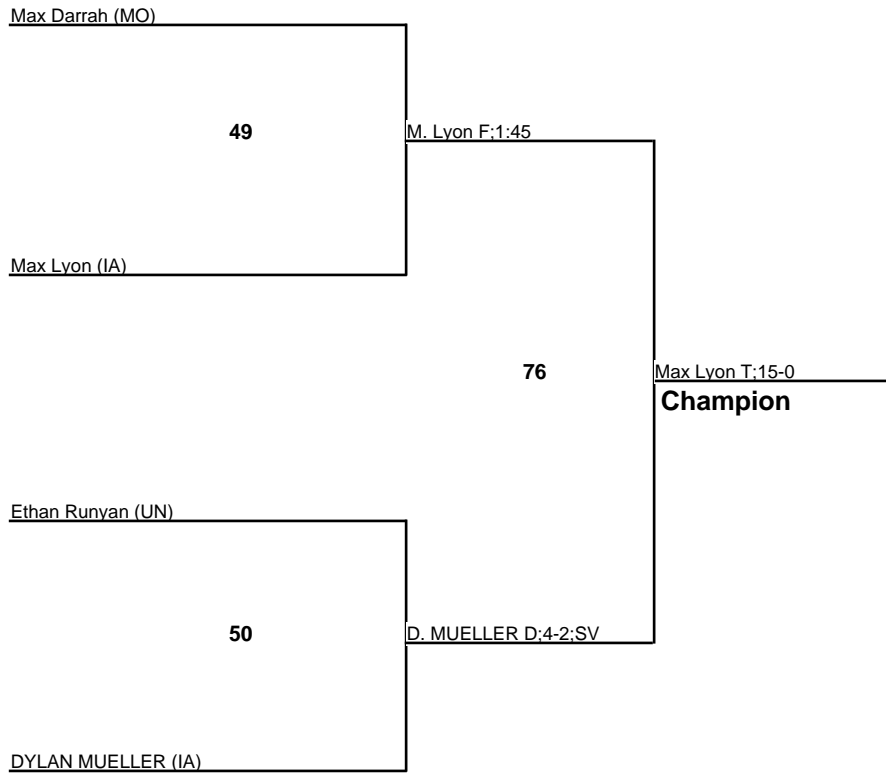 Max Darrah (MO)
49
M. Lyon F;1:45
Max Lyon (IA)
76
Max Lyon T;15-0
Champion
Ethan Runyan (UN)
50
D. MUELLER D;4-2;SV
DYLAN MUELLER (IA)